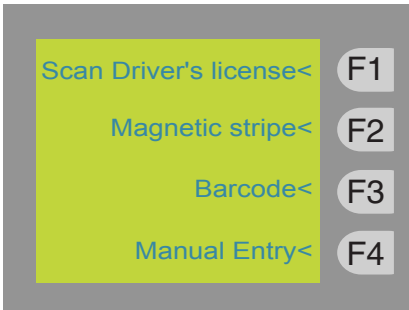 Scan Driver's license< F1
Magnetic stripe< F2
Barcode< F3
Manual Entry< F4